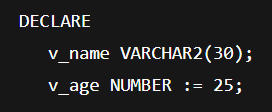 DECLARE
v_name VARCHAR2(30);
v_age NUMBER := 25;